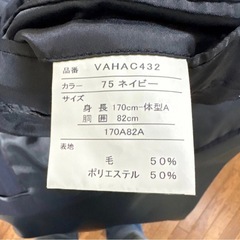 品番 VAHAC432
カラー 75 ネイビー
サイズ
身長 170cm-体型A
胴囲 82cm
170A82A
表地
毛 50%
ポリエステル 50%